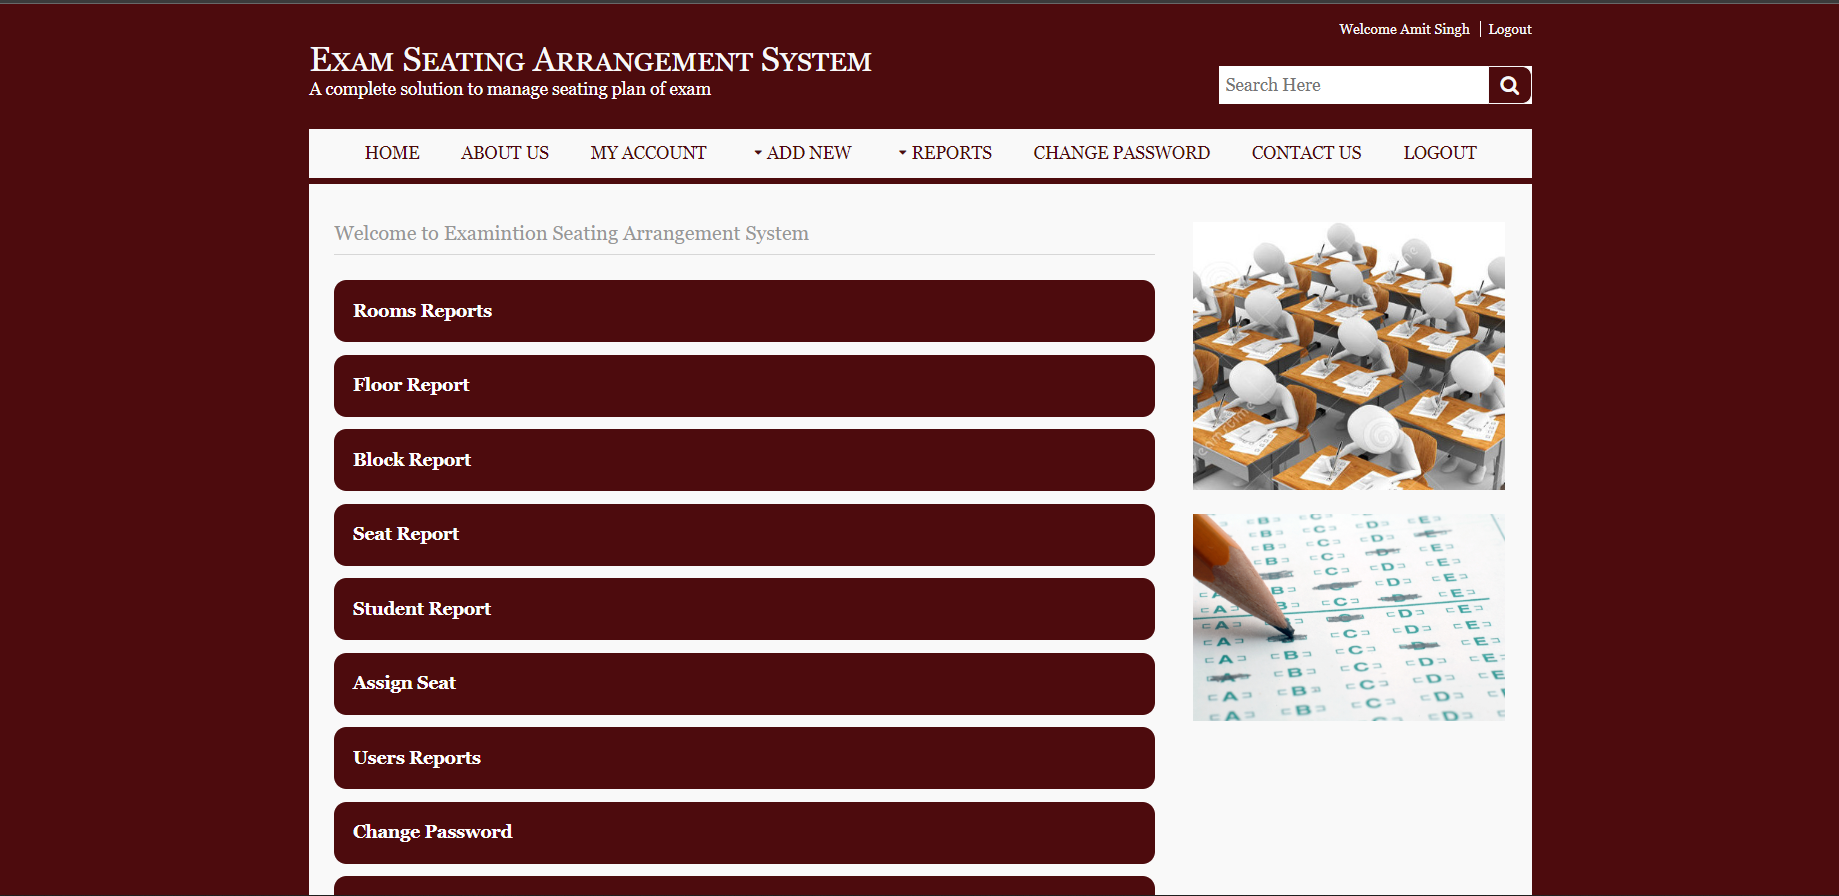 Welcome Amit Singh | Logout
EXAM SEATING ARRANGEMENT SYSTEM
A complete solution to manage seating plan of exam
Search Here
HOME ABOUT US MY ACCOUNT ADD NEW REPORTS CHANGE PASSWORD CONTACT US LOGOUT
Welcome to Examintion Seating Arrangement System
Rooms Reports
Floor Report
Block Report
Seat Report
Student Report
Assign Seat
Users Reports
Change Password